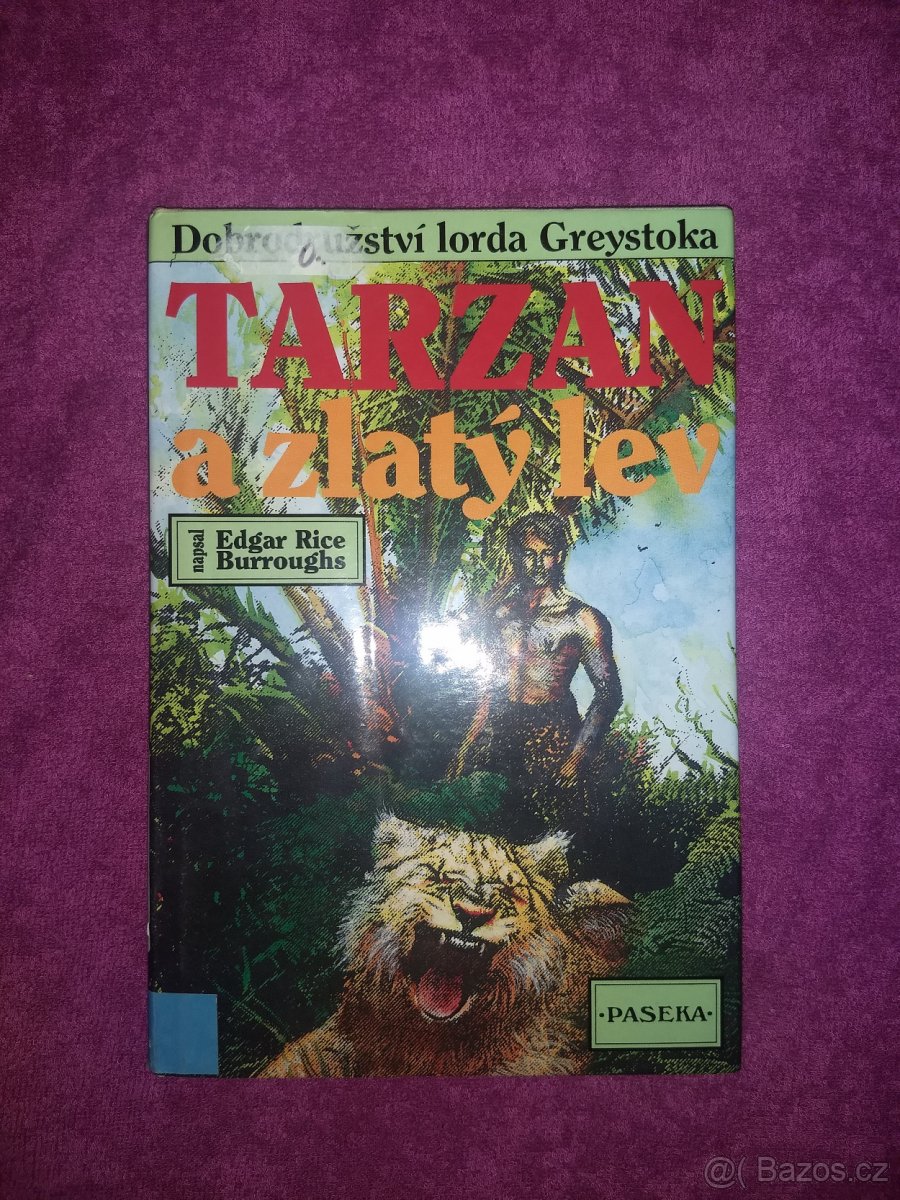 Dobrodružství lorda Greystoka
TARZAN
a zlatý lev
napsal
Edgar Rice
Burroughs
·PASEKA·
@( Bazos.cz